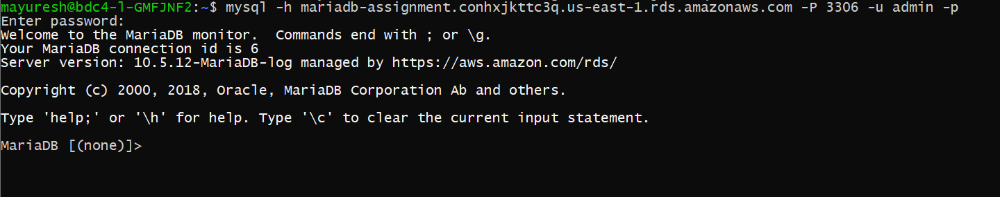 mayuresh@bdc4-l-GMFJNF2:~$ mysql -h mariadb-assignment.conhxjkttc3q.us-east-1.rds.amazonaws.com -P 3306 -u admin -p
Enter password:
Welcome to the MariaDB monitor.  Commands end with ; or \g.
Your MariaDB connection id is 6
Server version: 10.5.12-MariaDB-log managed by https://aws.amazon.com/rds/
Copyright (c) 2000, 2018, Oracle, MariaDB Corporation Ab and others.
Type 'help;' or '\h' for help. Type '\c' to clear the current input statement.
MariaDB [(none)]>